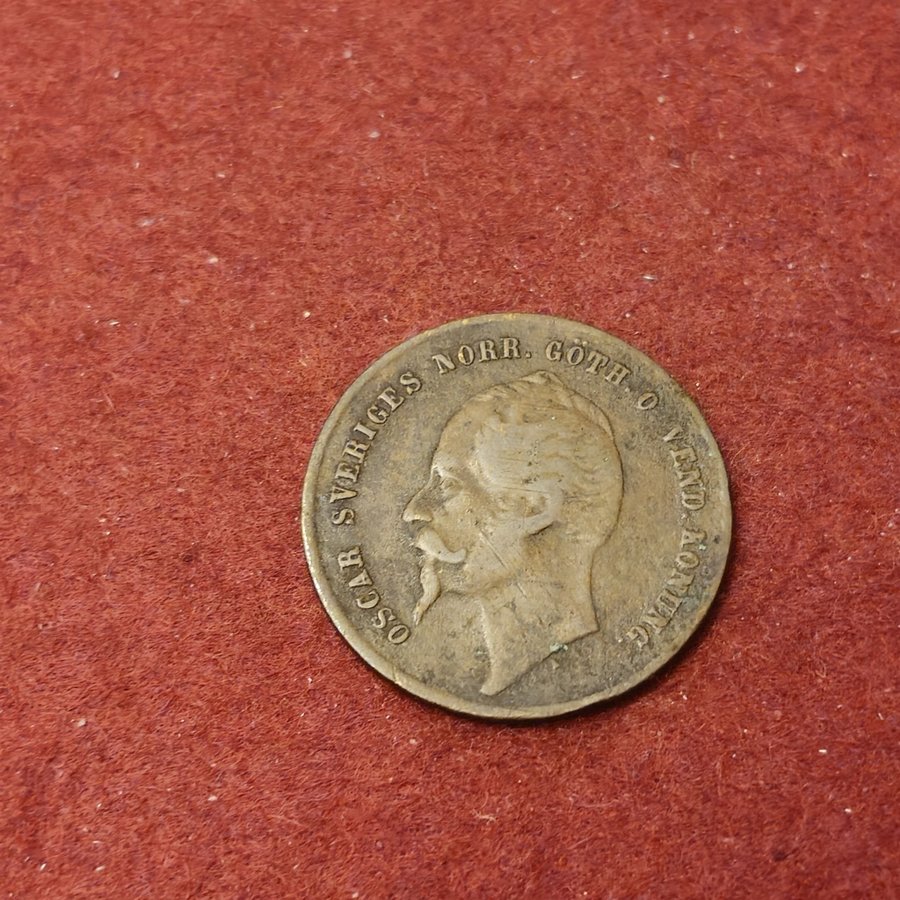 OSCAR SVERIGES NORR. GÖTH. O VEND. KONUNG.